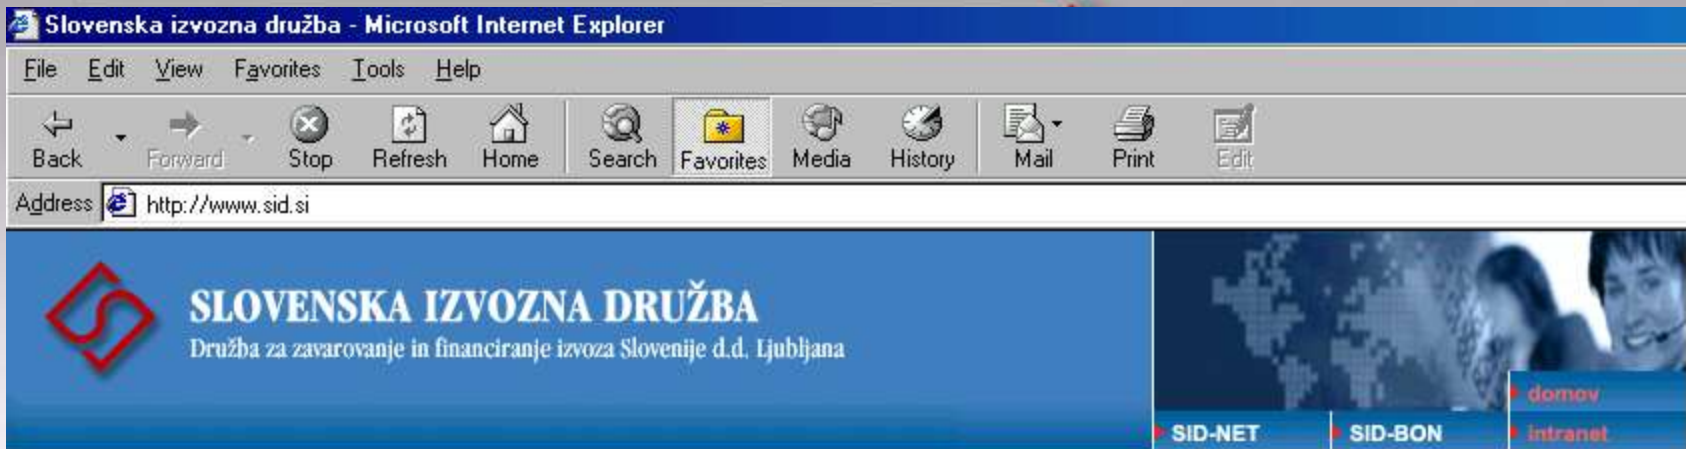 Slovenska izvozna družba - Microsoft Internet Explorer
File Edit View Favorites Tools Help
Back Forward Stop Refresh Home Search Favorites Media History Mail Print Edit
Address http://www.sid.si
SLOVENSKA IZVOZNA DRUŽBA
Družba za zavarovanje in financiranje izvoza Slovenije d.d. Ljubljana
domov
SID-NET SID-BON intranet